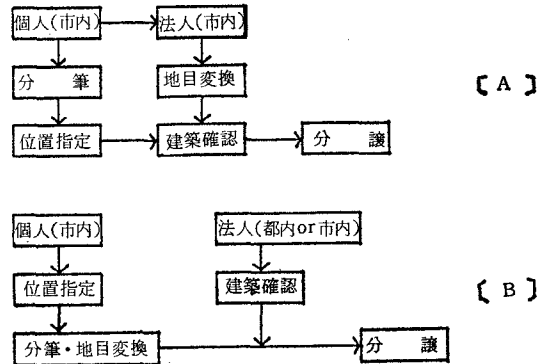 個人(市内) 法人(市内)
分 筆 地目変換 〔 A 〕
位置指定 建築確認 分 譲
個人(市内) 法人(都内or市内)
位置指定 建築確認 〔 B 〕
分筆・地目変換 分 譲